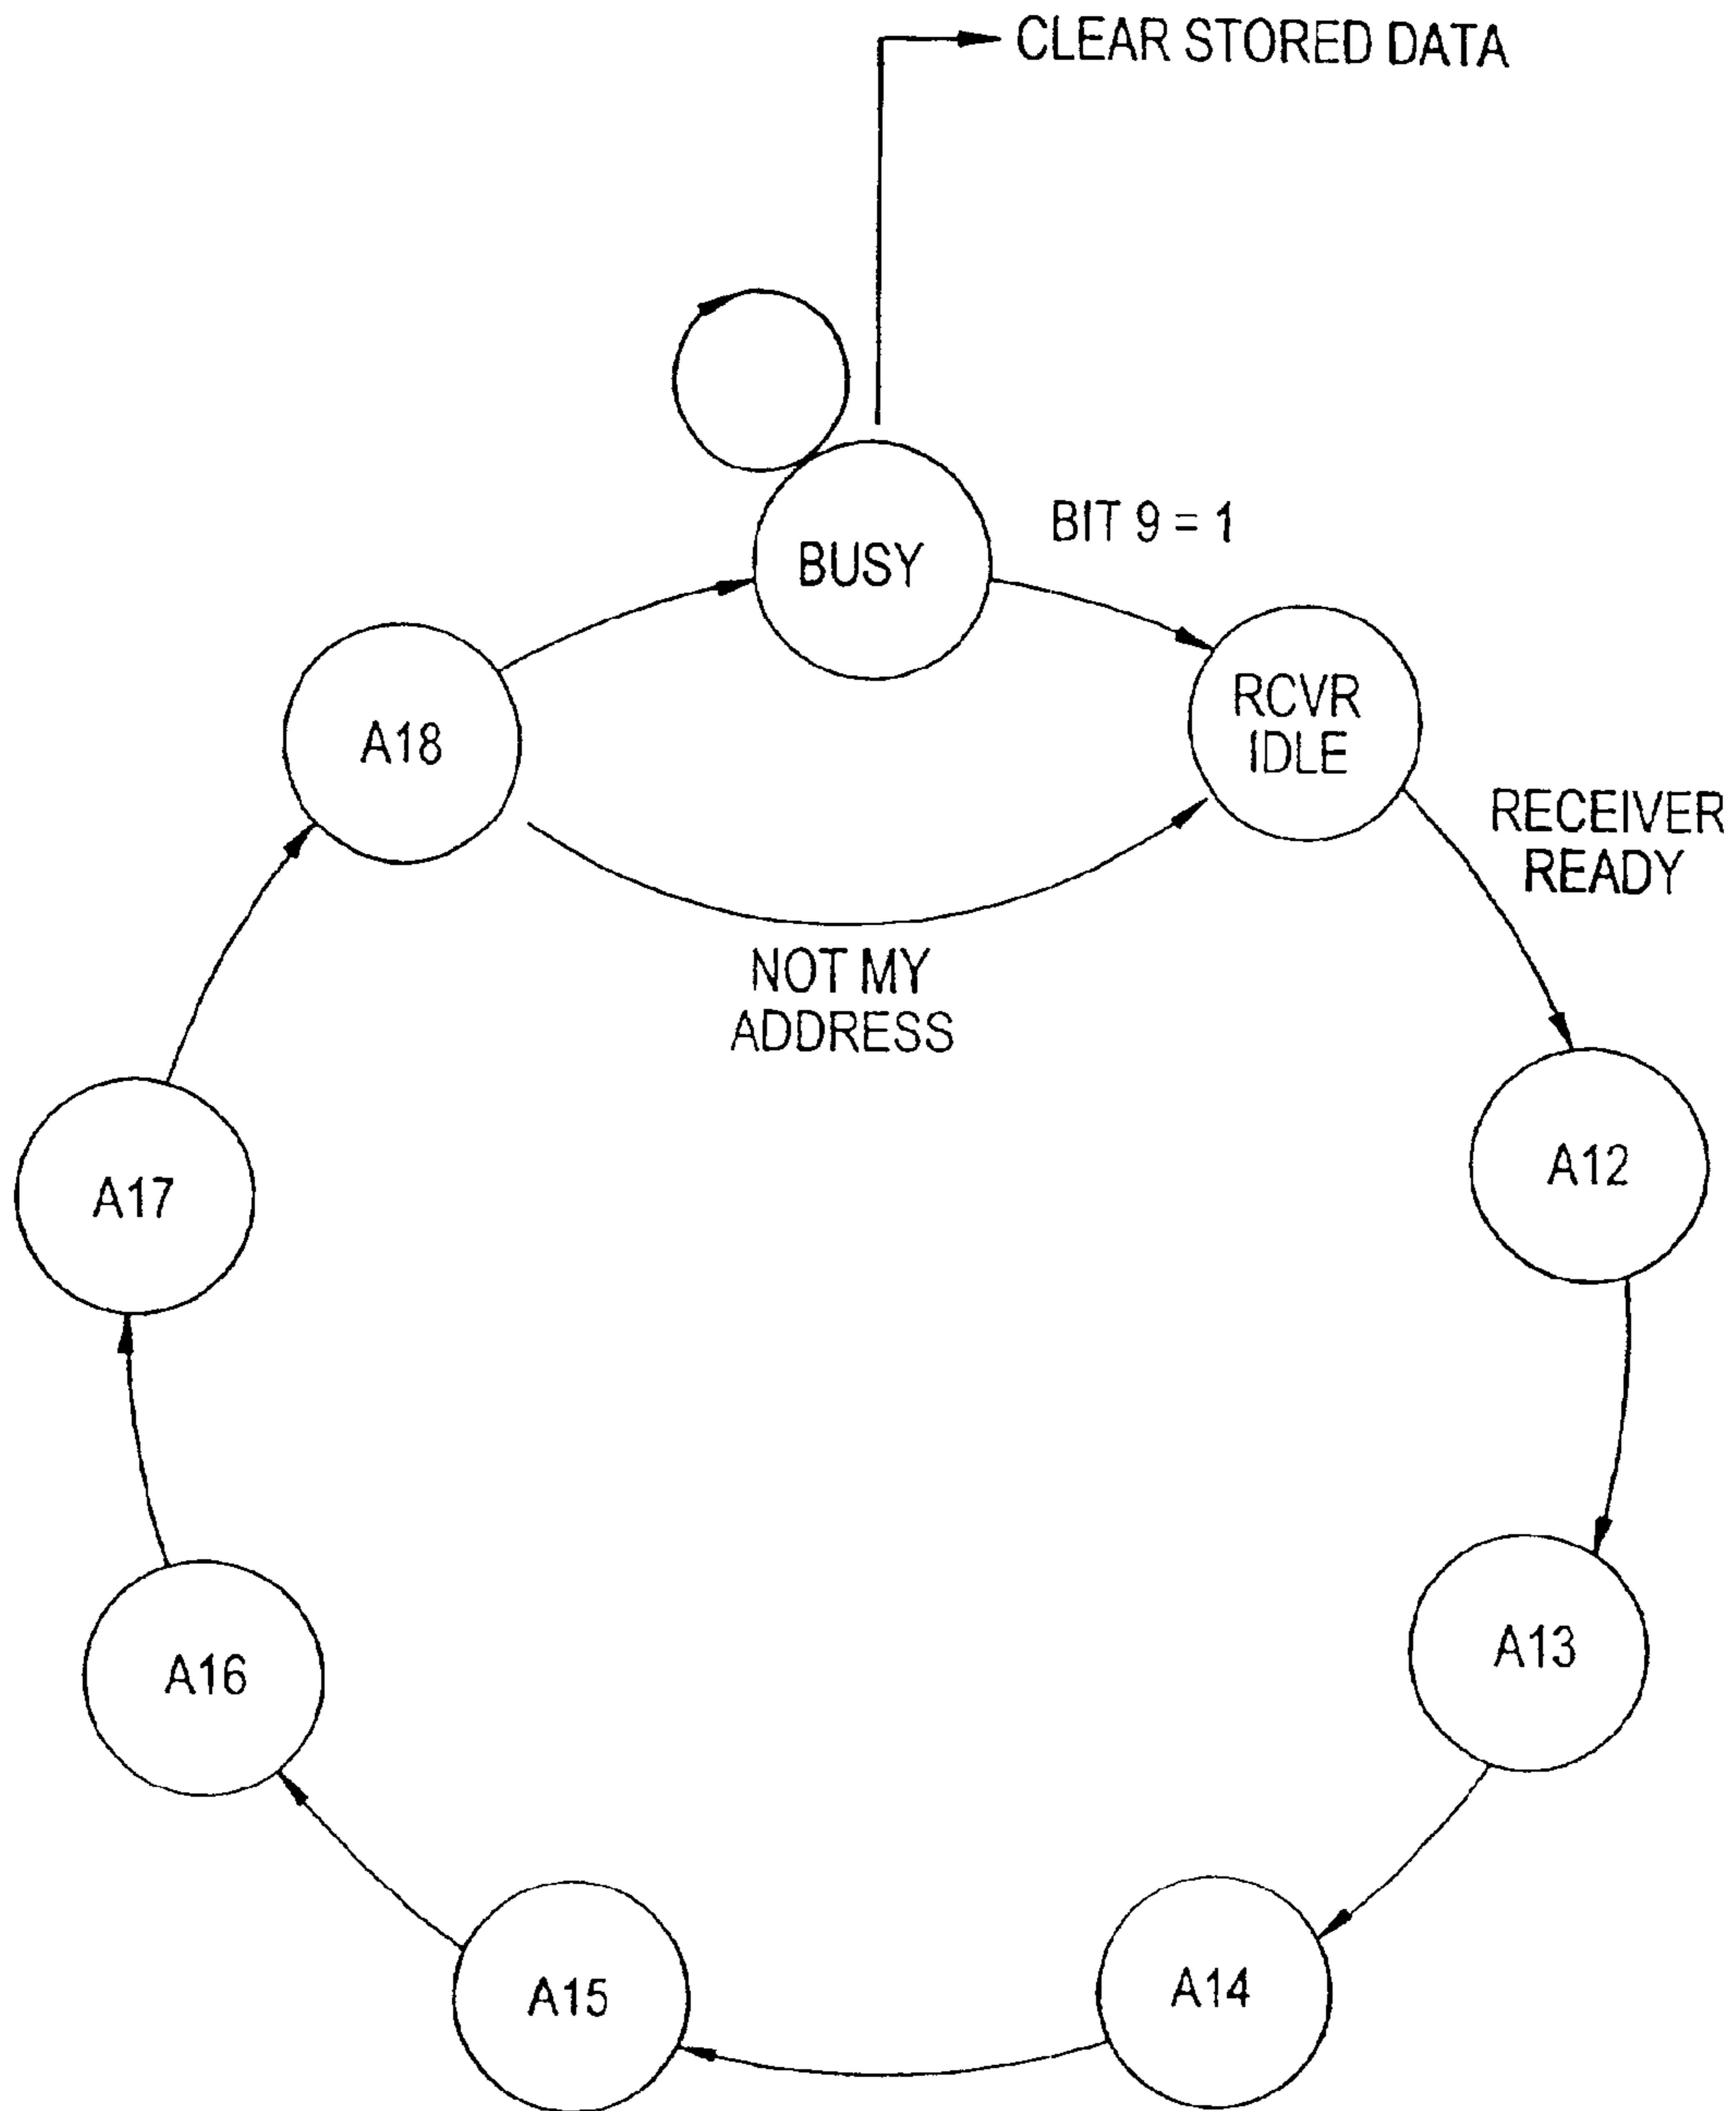 CLEAR STORED DATA
BIT 9 = 1
BUSY
RCVR
IDLE
A18
RECEIVER
READY
NOT MY
ADDRESS
A12
A17
A13
A16
A14
A15